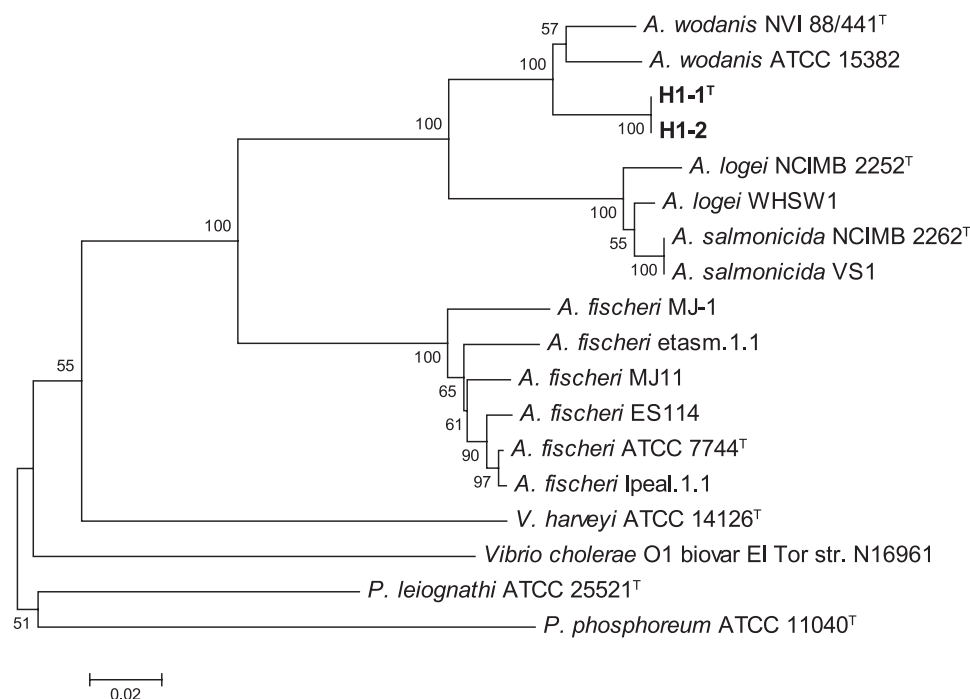 A. wodanis NVI 88/441ᵀ
57
A. wodanis ATCC 15382
100
H1-1ᵀ
100
H1-2
100
A. logei NCIMB 2252ᵀ
100
A. logei WHSW1
55
A. salmonicida NCIMB 2262ᵀ
100
A. salmonicida VS1
100
A. fischeri MJ-1
100
A. fischeri etasm.1.1
65
A. fischeri MJ11
61
A. fischeri ES114
90
A. fischeri ATCC 7744ᵀ
97
A. fischeri lpeal.1.1
55
V. harveyi ATCC 14126ᵀ
Vibrio cholerae O1 biovar El Tor str. N16961
P. leiognathi ATCC 25521ᵀ
51
P. phosphoreum ATCC 11040ᵀ
0.02